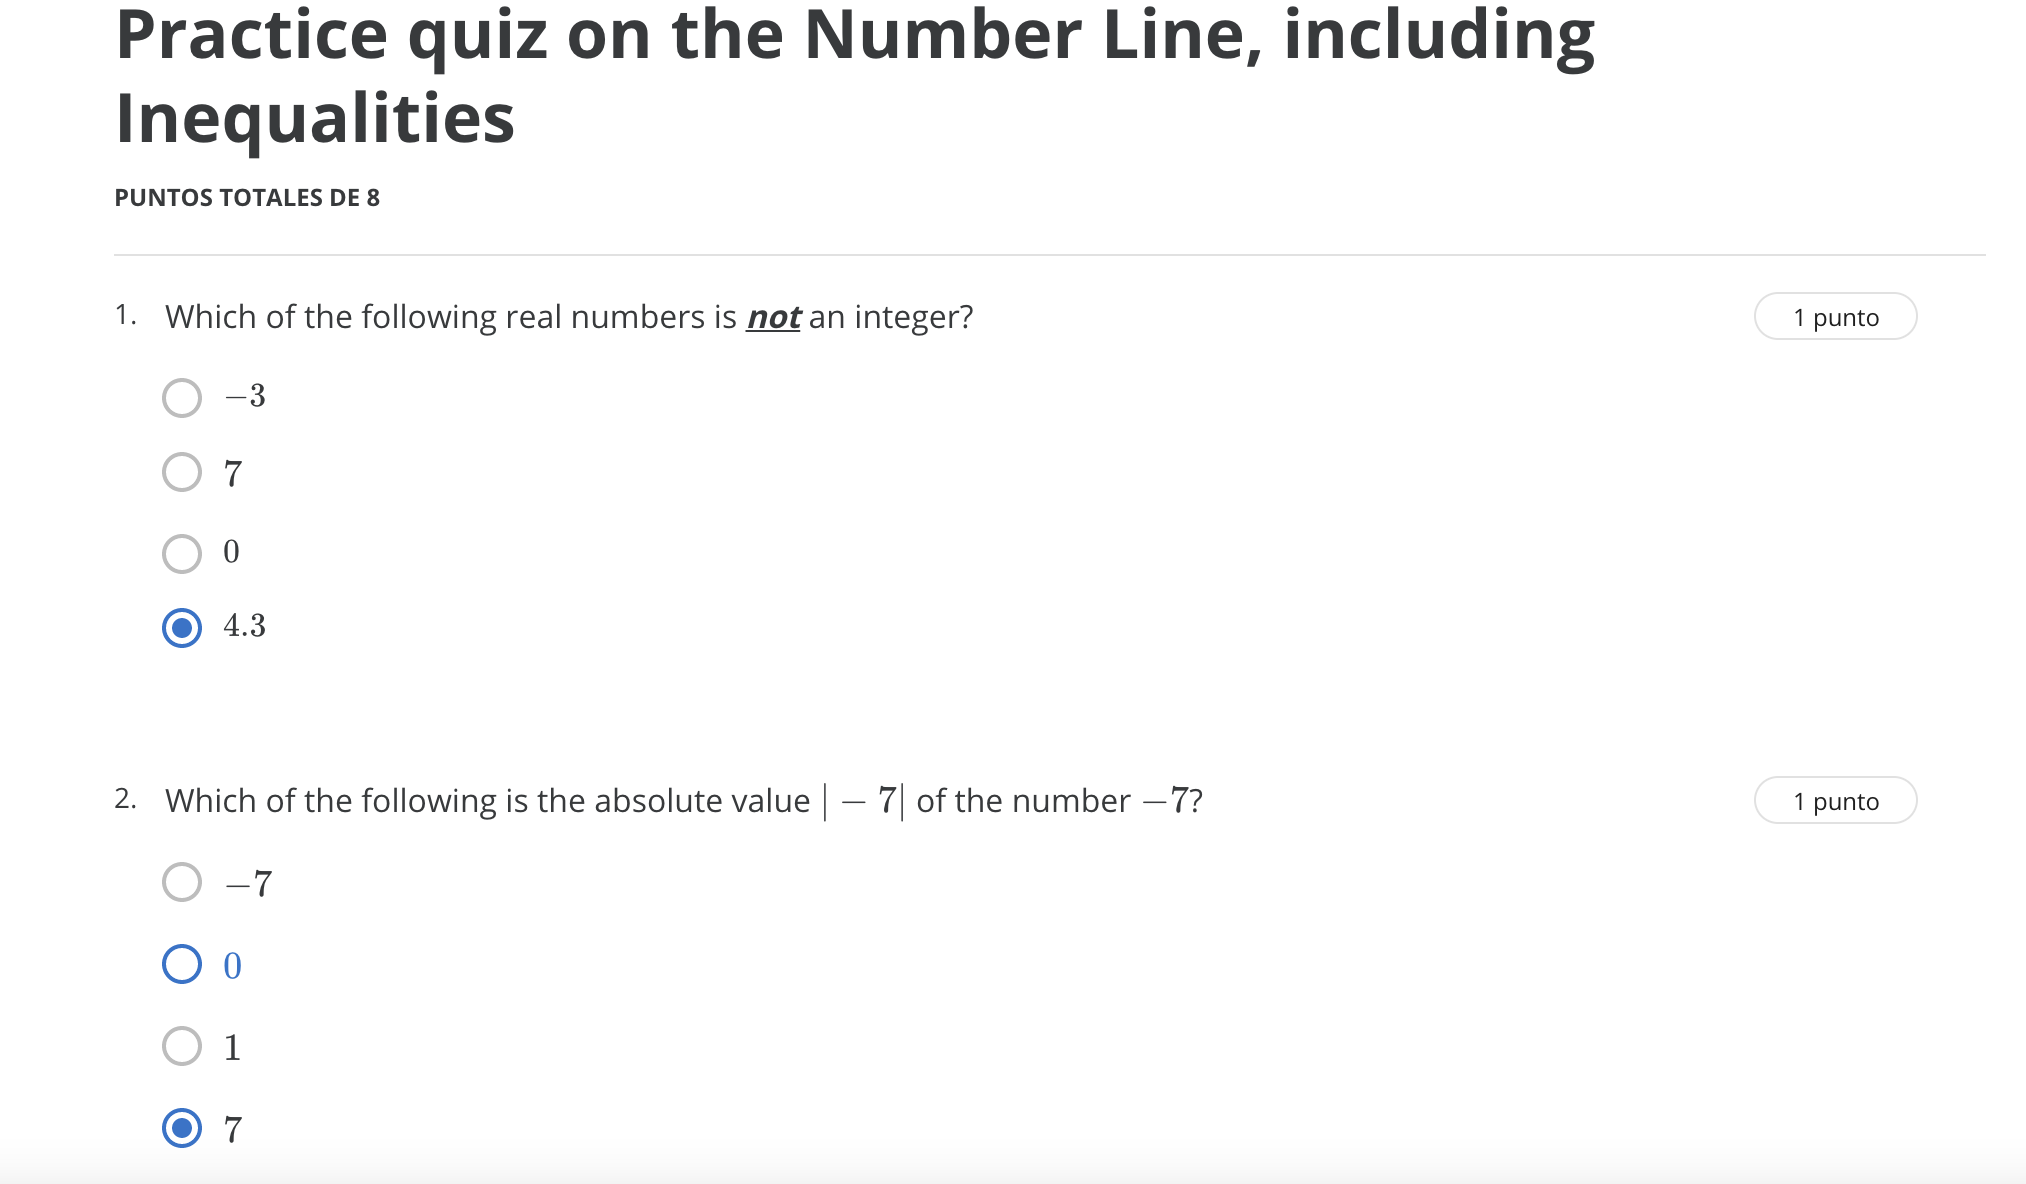 Practice quiz on the Number Line, including
Inequalities
PUNTOS TOTALES DE 8
1. Which of the following real numbers is not an integer?
1 punto
−3
7
0
4.3
2. Which of the following is the absolute value | − 7| of the number −7?
1 punto
−7
0
1
7